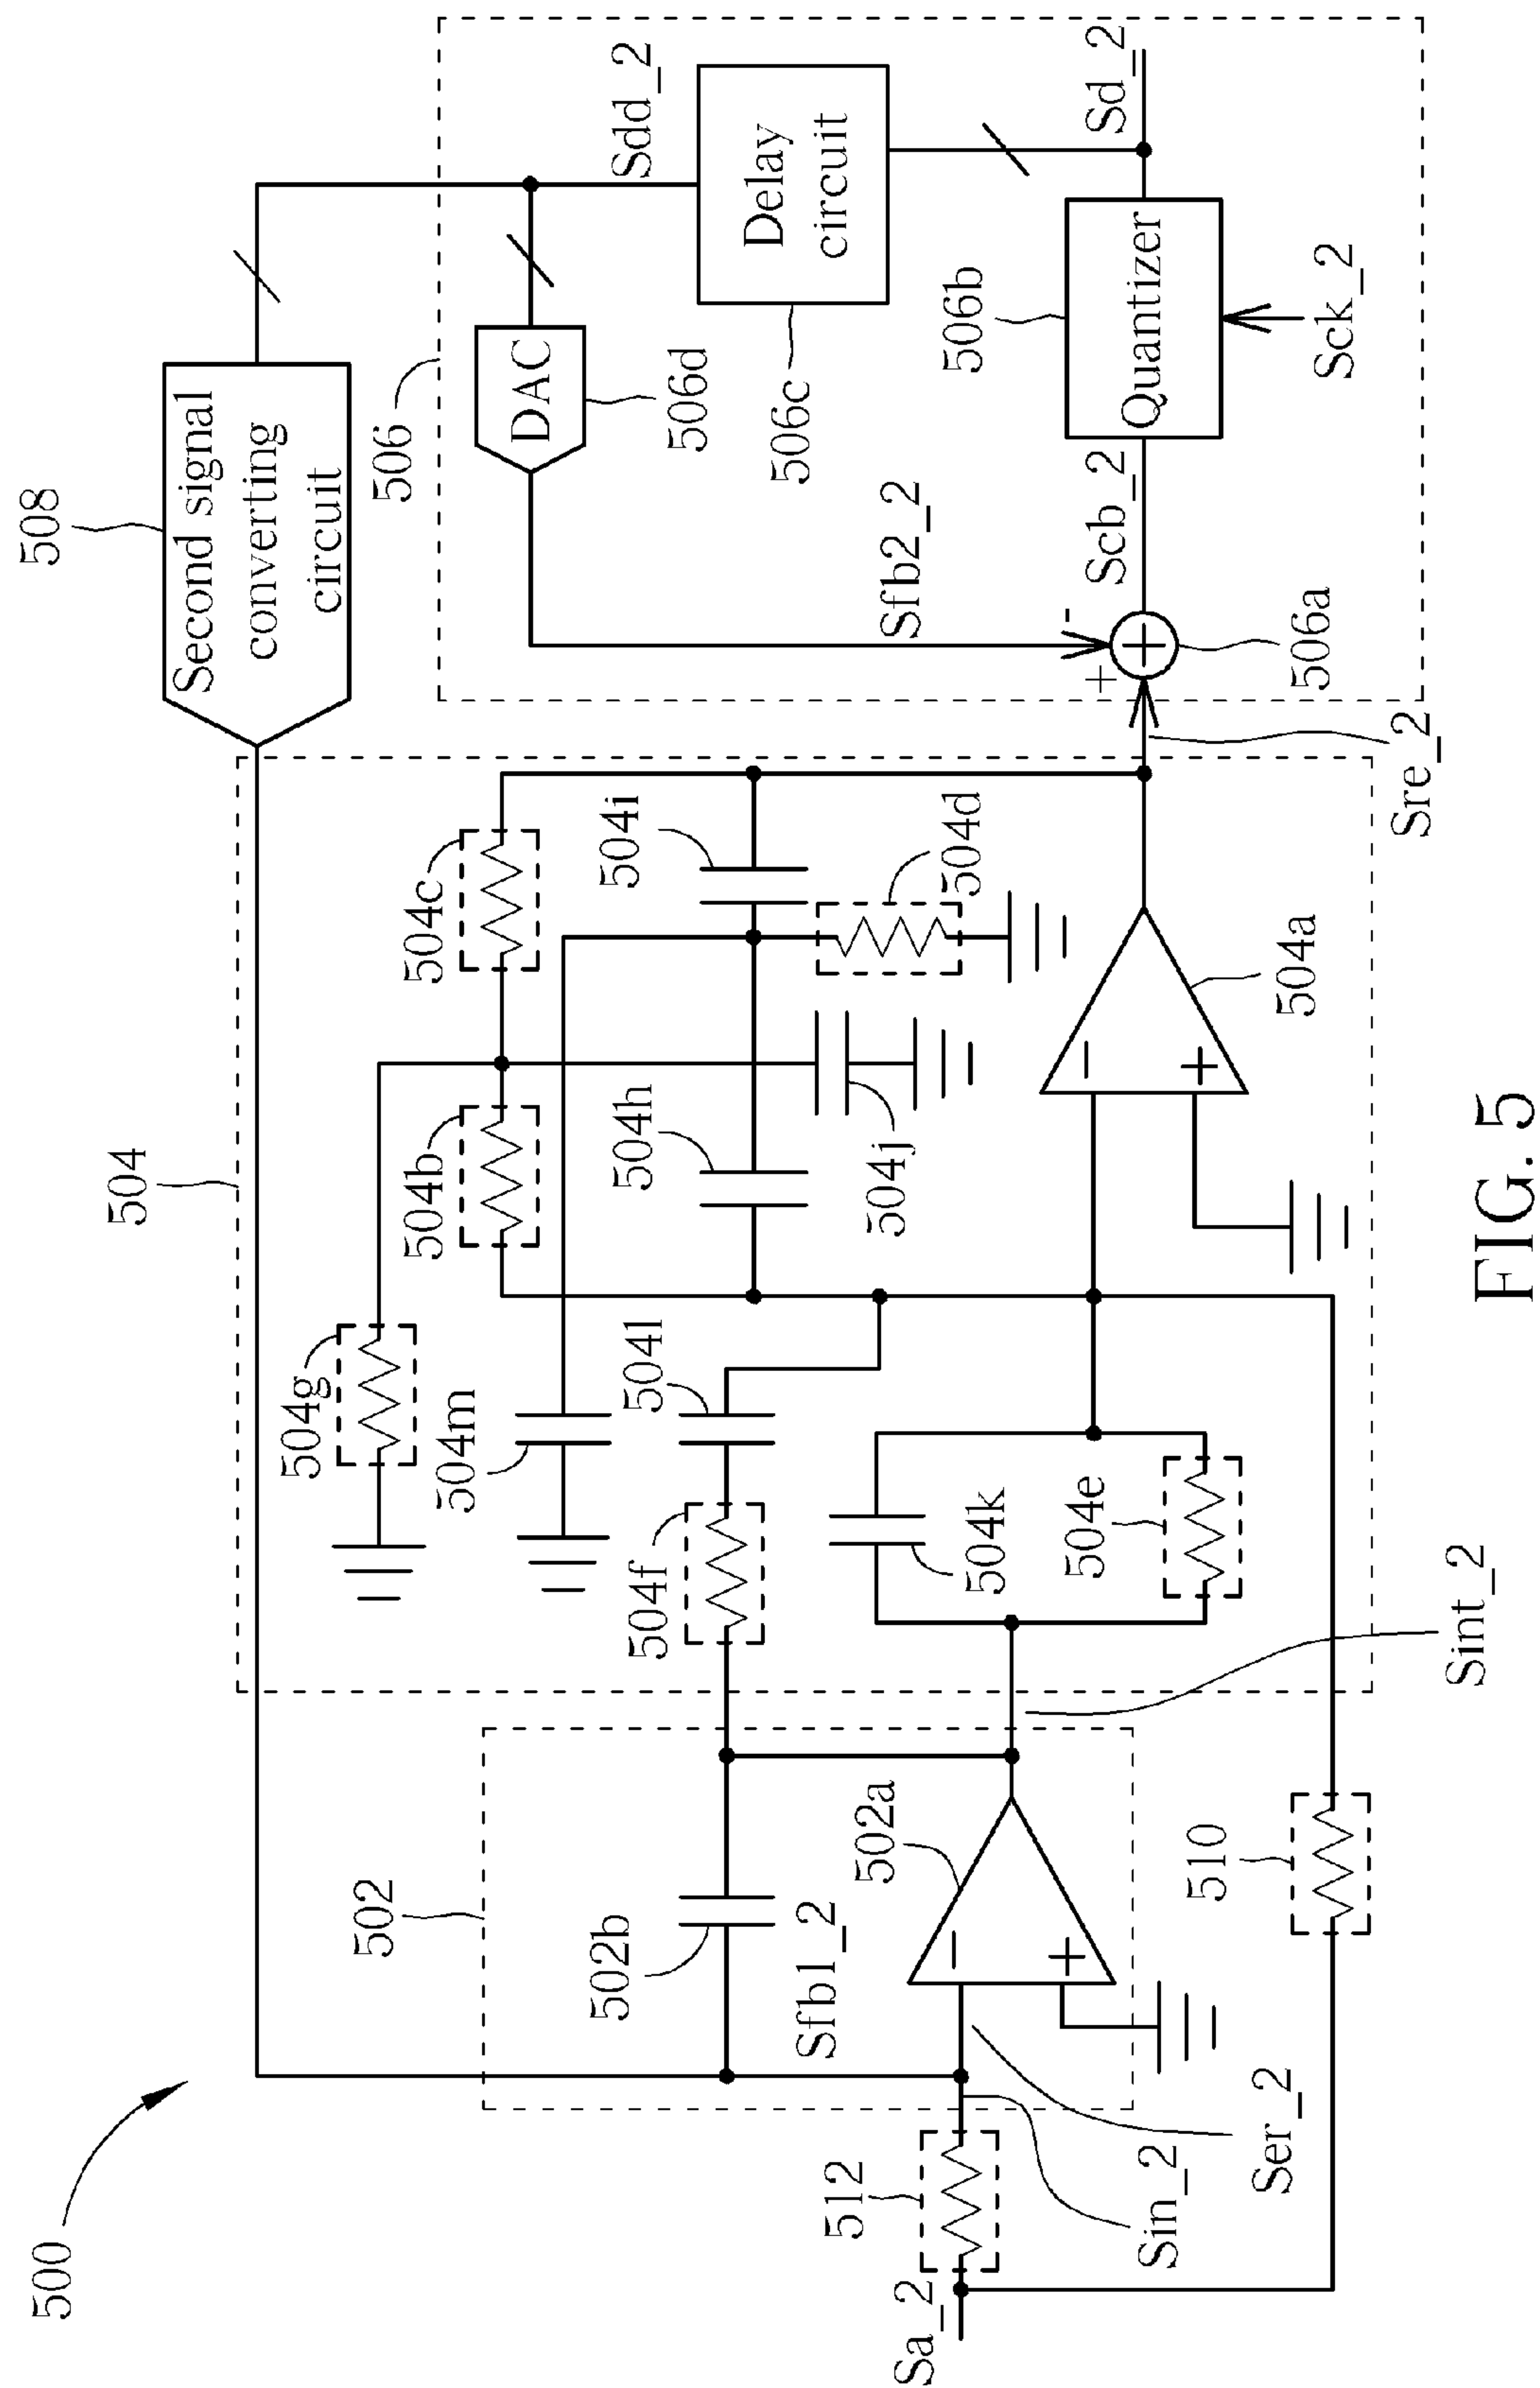 500
508
Second signal
converting
circuit
504
506
504g
504b
504c
DAC
506d
Sdd_2
504m
504l
504h
504i
Delay
circuit
506c
502
502b
504f
504j
504d
Sfb1_2
Sfb2_2
502a
504k
504e
504a
506b
512
Sa_2
−
+
−
+
+
-
+
506a
Scb_2
Quantizer
Sd_2
Sin_2
Ser_2
510
Sint_2
Sre_2
Sck_2
FIG. 5